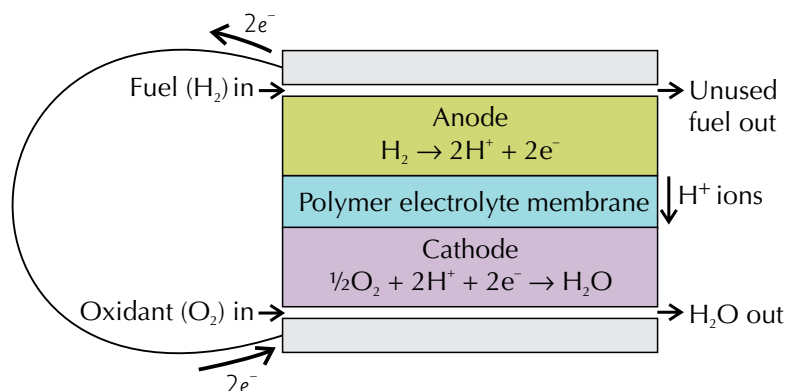 2e⁻
Fuel (H₂) in
Unused
fuel out
Anode
H₂ → 2H⁺ + 2e⁻
Polymer electrolyte membrane
H⁺ ions
Cathode
½O₂ + 2H⁺ + 2e⁻ → H₂O
Oxidant (O₂) in
H₂O out
2e⁻